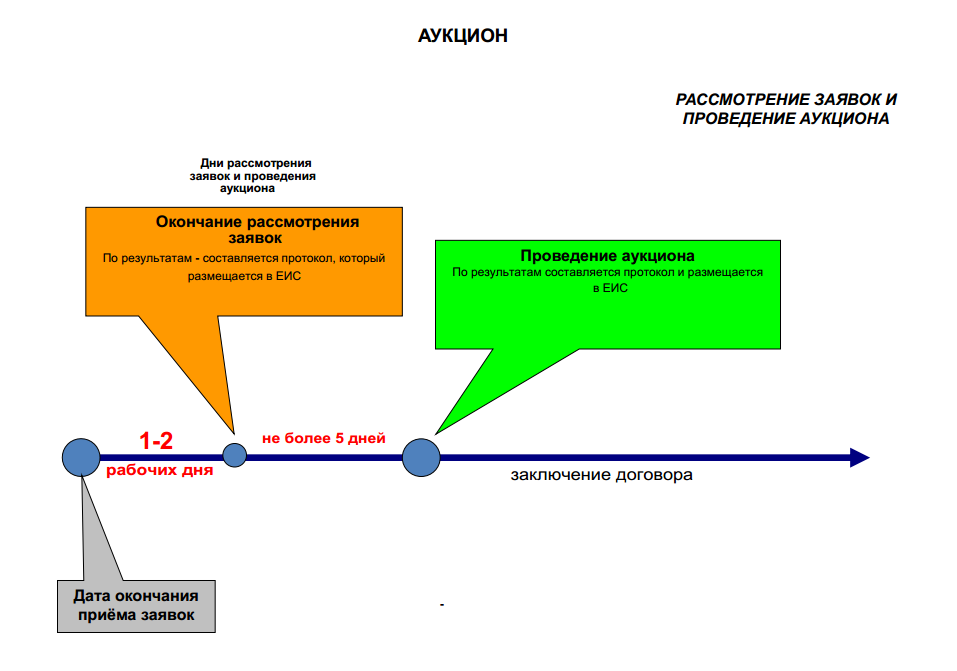 АУКЦИОН
РАССМОТРЕНИЕ ЗАЯВОК И
ПРОВЕДЕНИЕ АУКЦИОНА
Дни рассмотрения
заявок и проведения
аукциона
Окончание рассмотрения
заявок
По результатам - составляется протокол, который
размещается в ЕИС
Проведение аукциона
По результатам составляется протокол и размещается
в ЕИС
1-2
рабочих дня
не более 5 дней
заключение договора
Дата окончания
приёма заявок
-